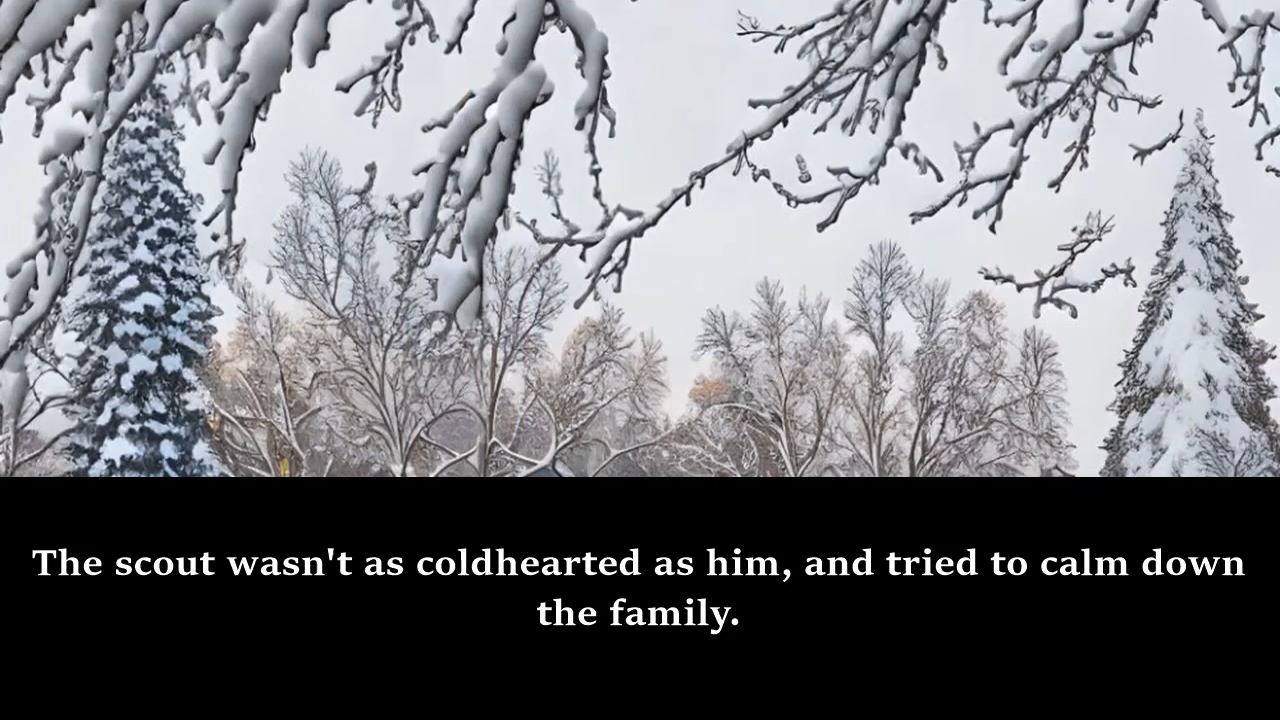 The scout wasn't as coldhearted as him, and tried to calm down
the family.